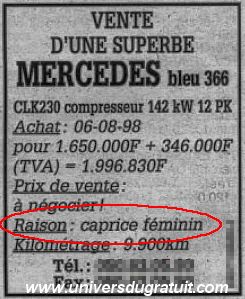 VENTE
D'UNE SUPERBE
MERCEDES bleu 366
CLK230 compresseur 142 kW 12 PK
Achat : 06-08-98
pour 1.650.000F + 346.000F
(TVA) = 1.996.830F
Prix de vente :
à négocier !
Raison : caprice féminin
Kilométrage : 9.900km
Tél. :
Fax :
www.universdugratuit.com